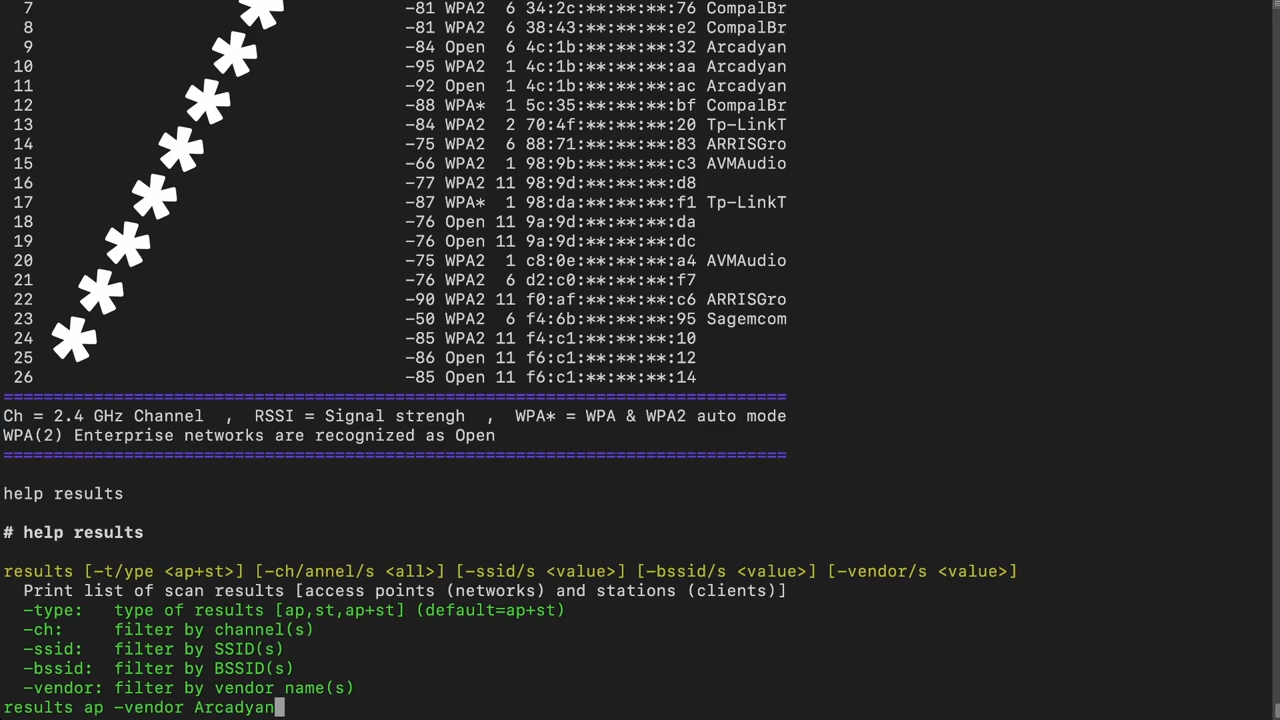 7 -81 WPA2 6 34:2c:**:**:**:76 CompalBr
8 -81 WPA2 6 38:43:**:**:**:e2 CompalBr
9 -84 Open 6 4c:1b:**:**:**:32 Arcadyan
10 -95 WPA2 1 4c:1b:**:**:**:aa Arcadyan
11 -92 Open 1 4c:1b:**:**:**:ac Arcadyan
12 -88 WPA* 1 5c:35:**:**:**:bf CompalBr
13 -84 WPA2 2 70:4f:**:**:**:20 Tp-LinkT
14 -75 WPA2 6 88:71:**:**:**:83 ARRISGro
15 -66 WPA2 1 98:9b:**:**:**:c3 AVMAudio
16 -77 WPA2 11 98:9d:**:**:**:d8
17 -87 WPA* 1 98:da:**:**:**:f1 Tp-LinkT
18 -76 Open 11 9a:9d:**:**:**:da
19 -76 Open 11 9a:9d:**:**:**:dc
20 -75 WPA2 1 c8:0e:**:**:**:a4 AVMAudio
21 -76 WPA2 6 d2:c0:**:**:**:f7
22 -90 WPA2 11 f0:af:**:**:**:c6 ARRISGro
23 -50 WPA2 6 f4:6b:**:**:**:95 Sagemcom
24 -85 WPA2 11 f4:c1:**:**:**:10
25 -86 Open 11 f6:c1:**:**:**:12
26 -85 Open 11 f6:c1:**:**:**:14
==============================================================================
Ch = 2.4 GHz Channel , RSSI = Signal strengh , WPA* = WPA & WPA2 auto mode
WPA(2) Enterprise networks are recognized as Open
==============================================================================
help results
# help results
results [-t/ype <ap+st>] [-ch/annel/s <all>] [-ssid/s <value>] [-bssid/s <value>] [-vendor/s <value>]
Print list of scan results [access points (networks) and stations (clients)]
-type: type of results [ap,st,ap+st] (default=ap+st)
-ch: filter by channel(s)
-ssid: filter by SSID(s)
-bssid: filter by BSSID(s)
-vendor: filter by vendor name(s)
results ap -vendor Arcadyan